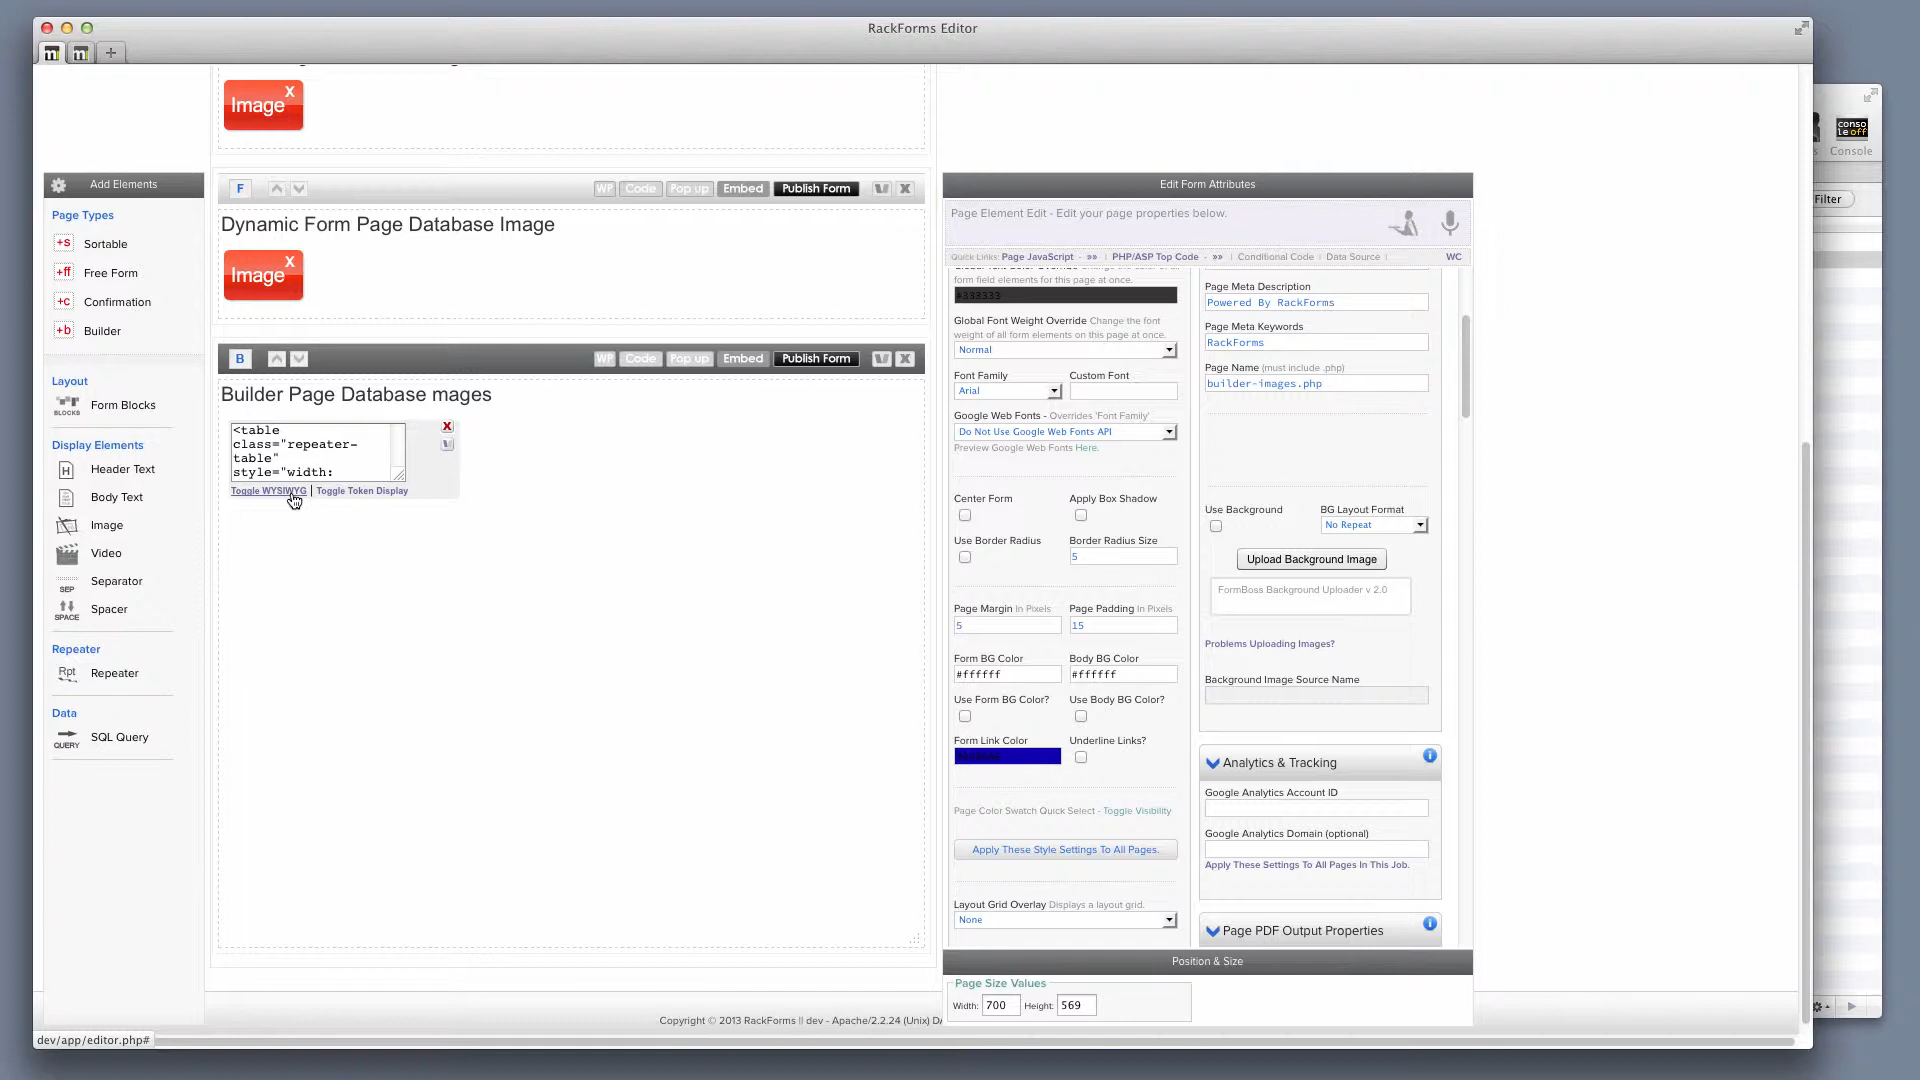 RackForms Editor
m
m
+
Image X
Add Elements
Page Types
+S Sortable
+ff Free Form
+C Confirmation
+b Builder
Layout
BLOCKS Form Blocks
Display Elements
H Header Text
Body Text
Image
Video
SEP Separator
SPACE Spacer
Repeater
Rpt Repeater
Data
QUERY SQL Query
F
WP Code Pop up Embed Publish Form X
Dynamic Form Page Database Image
Image X
B
WP Code Pop up Embed Publish Form X
Builder Page Database mages
<table
class="repeater-
table"
style="width:
X
Toggle WYSIWYG | Toggle Token Display
Edit Form Attributes
Page Element Edit - Edit your page properties below.
Quick Links: Page JavaScript - »» | PHP/ASP Top Code - »» | Conditional Code | Data Source | WC
form field elements for this page at once.
#333333
Global Font Weight Override Change the font
weight of all form elements on this page at once.
Normal
Font Family
Custom Font
Arial
Google Web Fonts - Overrides 'Font Family'
Do Not Use Google Web Fonts API
Preview Google Web Fonts Here.
Center Form
Apply Box Shadow
Use Border Radius
Border Radius Size
5
Page Margin In Pixels
Page Padding In Pixels
5
15
Form BG Color
Body BG Color
#ffffff
#ffffff
Use Form BG Color?
Use Body BG Color?
Form Link Color
Underline Links?
Page Color Swatch Quick Select - Toggle Visibility
Apply These Style Settings To All Pages.
Layout Grid Overlay Displays a layout grid.
None
Page Meta Description
Powered By RackForms
Page Meta Keywords
RackForms
Page Name (must include .php)
builder-images.php
Use Background
BG Layout Format
No Repeat
Upload Background Image
FormBoss Background Uploader v 2.0
Problems Uploading Images?
Background Image Source Name
Analytics & Tracking
i
Google Analytics Account ID
Google Analytics Domain (optional)
Apply These Settings To All Pages In This Job.
Page PDF Output Properties
i
Position & Size
Page Size Values
Width: 700 Height: 569
Copyright © 2013 RackForms || dev - Apache/2.2.24 (Unix) DA
dev/app/editor.php#
conso
le off
Console
Filter